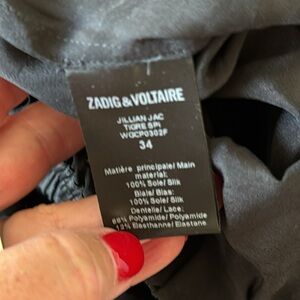 ZADIG & VOLTAIRE
JILLIAN JAC
TIGRE SPI
WGCP0302F
34
Matière principale/ Main
material:
100% Soie/ Silk
Biais/ Bias:
100% Soie/ Silk
Dentelle/ Lace:
88% Polyamide/ Polyamide
12% Elasthanne/ Elastane